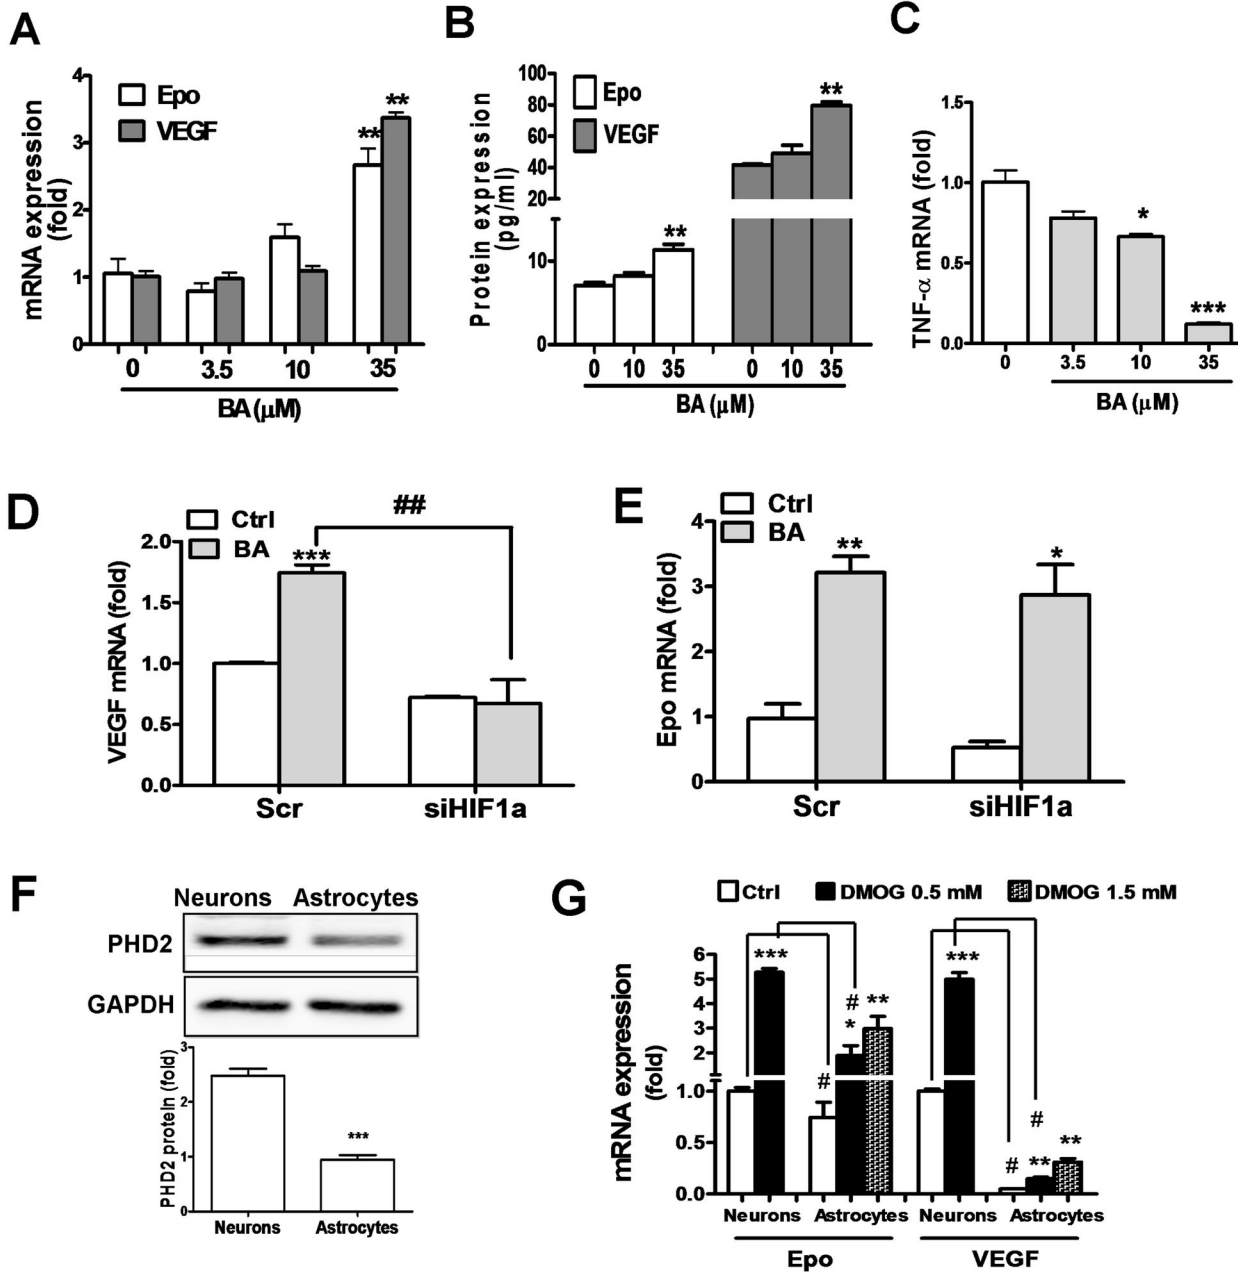 A
mRNA expression
(fold)
4
3
2
1
0
Epo
VEGF
**
**
0 3.5 10 35
BA (μM)
B
Protein expression
(pg/ml)
100
80
60
40
20
10
0
Epo
VEGF
**
**
0 10 35 0 10 35
BA (μM)
C
TNF-α mRNA (fold)
1.5
1.0
0.5
0.0
*
***
0 3.5 10 35
BA (μM)
D
VEGF mRNA (fold)
2.0
1.5
1.0
0.5
0.0
Ctrl
BA
***
##
Scr siHIF1a
E
Epo mRNA (fold)
4
3
2
1
0
Ctrl
BA
**
*
Scr siHIF1a
F
Neurons Astrocytes
PHD2
GAPDH
PHD2 protein (fold)
3
2
1
0
***
Neurons Astrocytes
G
Ctrl DMOG 0.5 mM DMOG 1.5 mM
mRNA expression
(fold)
6
5
4
3
2
1.0
0.5
0.0
***
#
#
*
**
***
#
#
**
**
Neurons Astrocytes Neurons Astrocytes
Epo VEGF